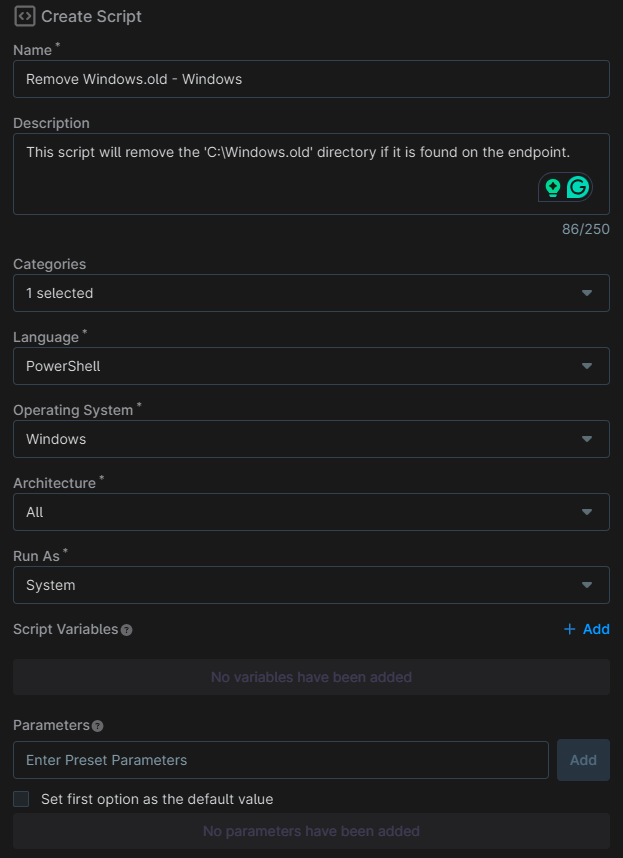 Create Script
Name *
Remove Windows.old - Windows
Description
This script will remove the 'C:\Windows.old' directory if it is found on the endpoint.
86/250
Categories
1 selected
Language *
PowerShell
Operating System *
Windows
Architecture *
All
Run As *
System
Script Variables ?
+ Add
No variables have been added
Parameters ?
Enter Preset Parameters
Add
Set first option as the default value
No parameters have been added